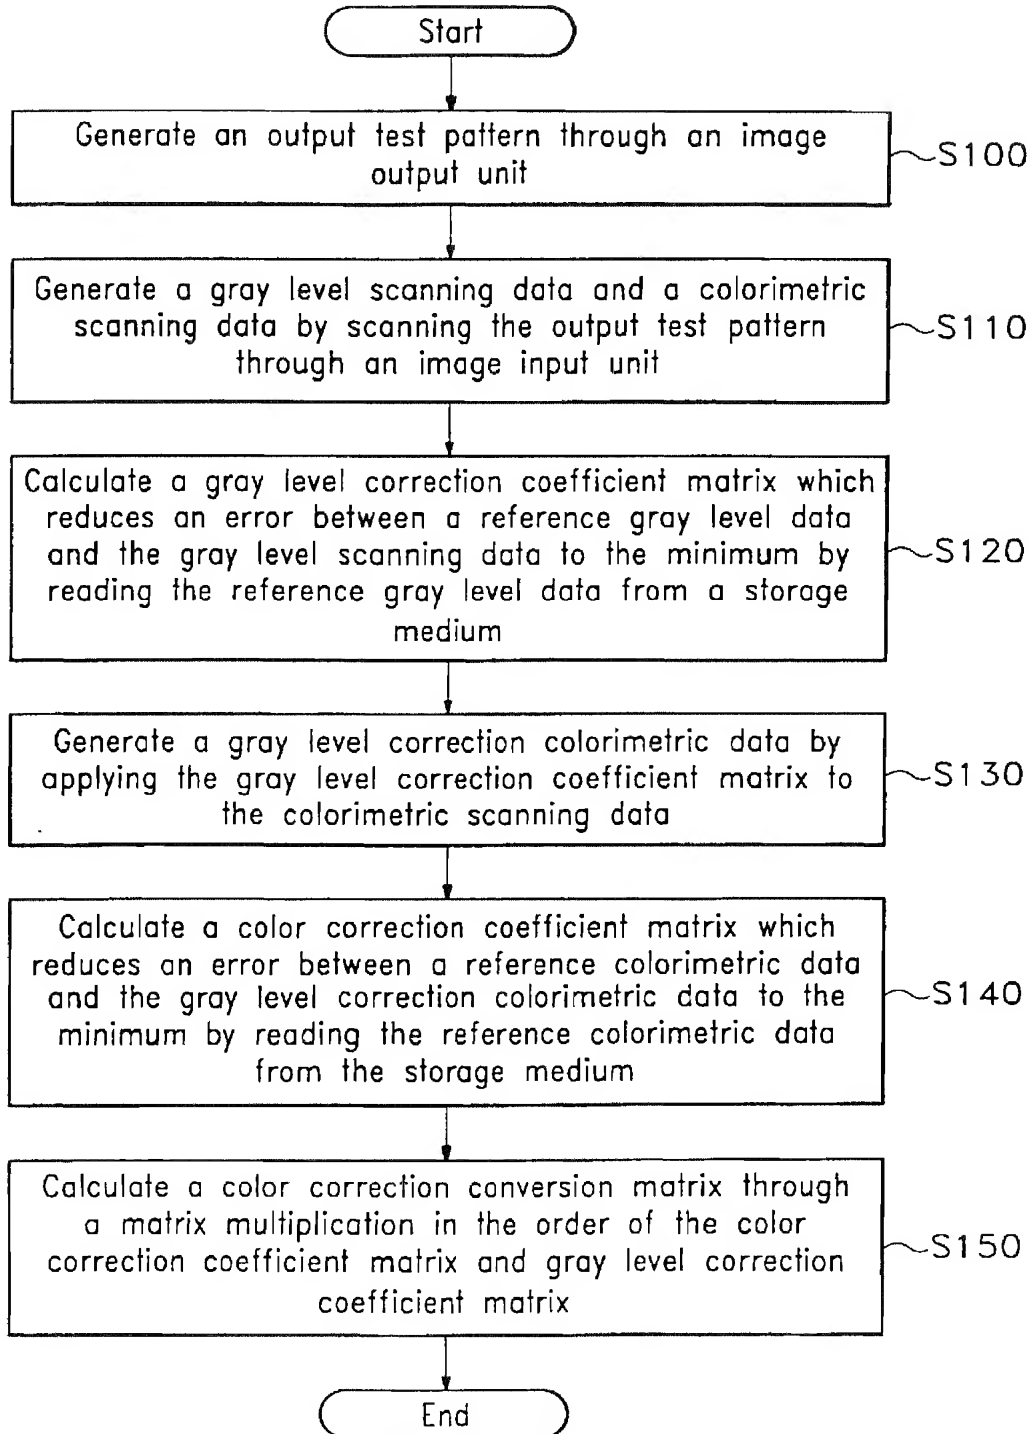 Start
Generate an output test pattern through an image
output unit
S100
Generate a gray level scanning data and a colorimetric
scanning data by scanning the output test pattern
through an image input unit
S110
Calculate a gray level correction coefficient matrix which
reduces an error between a reference gray level data
and the gray level scanning data to the minimum by
reading the reference gray level data from a storage
medium
S120
Generate a gray level correction colorimetric data by
applying the gray level correction coefficient matrix to
the colorimetric scanning data
S130
Calculate a color correction coefficient matrix which
reduces an error between a reference colorimetric data
and the gray level correction colorimetric data to the
minimum by reading the reference colorimetric data
from the storage medium
S140
Calculate a color correction conversion matrix through
a matrix multiplication in the order of the color
correction coefficient matrix and gray level correction
coefficient matrix
S150
End